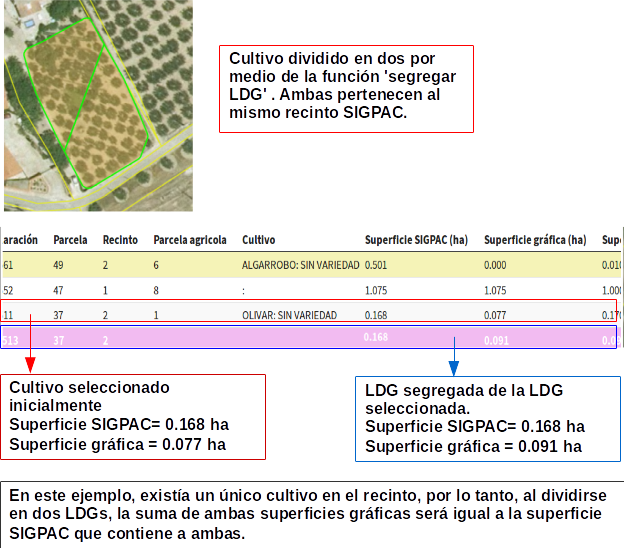 Cultivo dividido en dos por
medio de la función 'segregar
LDG' . Ambas pertenecen al
mismo recinto SIGPAC.
aración Parcela Recinto Parcela agricola Cultivo Superficie SIGPAC (ha) Superficie gráfica (ha) Sup
61 49 2 6 ALGARROBO: SIN VARIEDAD 0.501 0.000 0.010
52 47 1 8 : 1.075 1.075 1.000
11 37 2 1 OLIVAR: SIN VARIEDAD 0.168 0.077 0.170
513 37 2 0.168 0.091
Cultivo seleccionado
inicialmente
Superficie SIGPAC= 0.168 ha
Superficie gráfica = 0.077 ha
LDG segregada de la LDG
seleccionada.
Superficie SIGPAC= 0.168 ha
Superficie gráfica = 0.091 ha
En este ejemplo, existía un único cultivo en el recinto, por lo tanto, al dividirse
en dos LDGs, la suma de ambas superficies gráficas será igual a la superficie
SIGPAC que contiene a ambas.